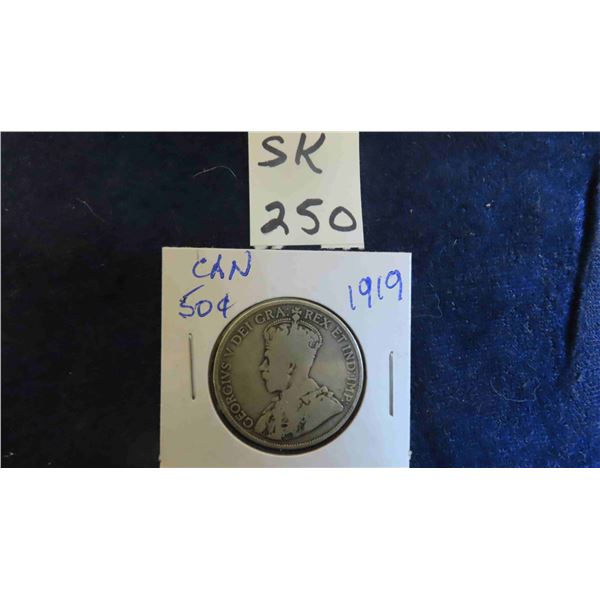 SK
250
CAN
50¢
1919
GEORGIVS V DEI GRA: REX ET IND:IMP: